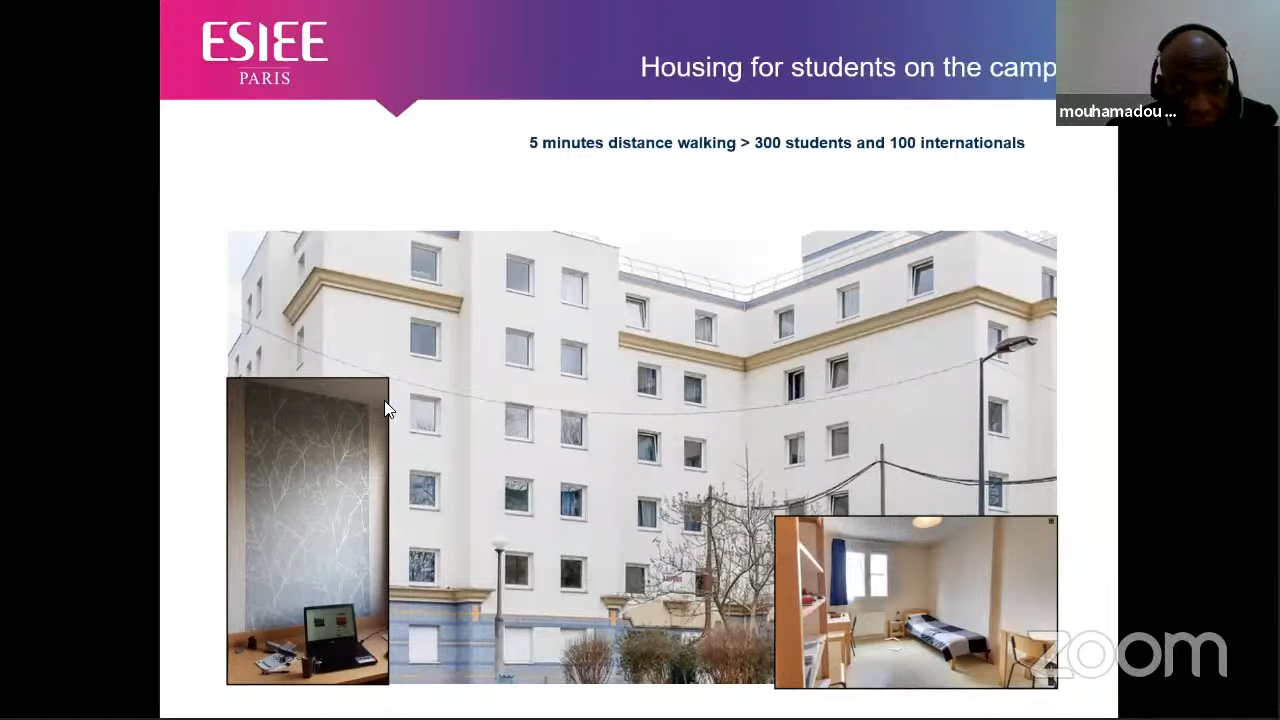 ESIEE
PARIS
Housing for students on the camp
mouhamadou ...
5 minutes distance walking > 300 students and 100 internationals
zoom